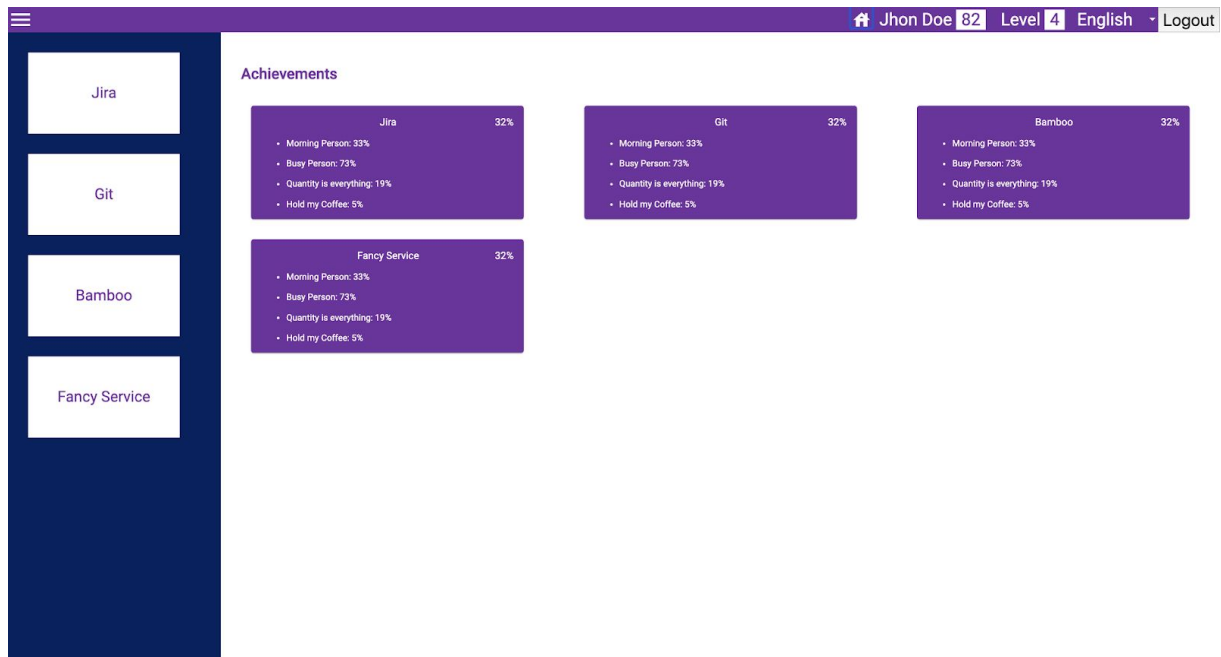 Jhon Doe 82 Level 4 English Logout
Jira
Git
Bamboo
Fancy Service
Achievements
Jira 32%
• Morning Person: 33%
• Busy Person: 73%
• Quantity is everything: 19%
• Hold my Coffee: 5%
Git 32%
• Morning Person: 33%
• Busy Person: 73%
• Quantity is everything: 19%
• Hold my Coffee: 5%
Bamboo 32%
• Morning Person: 33%
• Busy Person: 73%
• Quantity is everything: 19%
• Hold my Coffee: 5%
Fancy Service 32%
• Morning Person: 33%
• Busy Person: 73%
• Quantity is everything: 19%
• Hold my Coffee: 5%